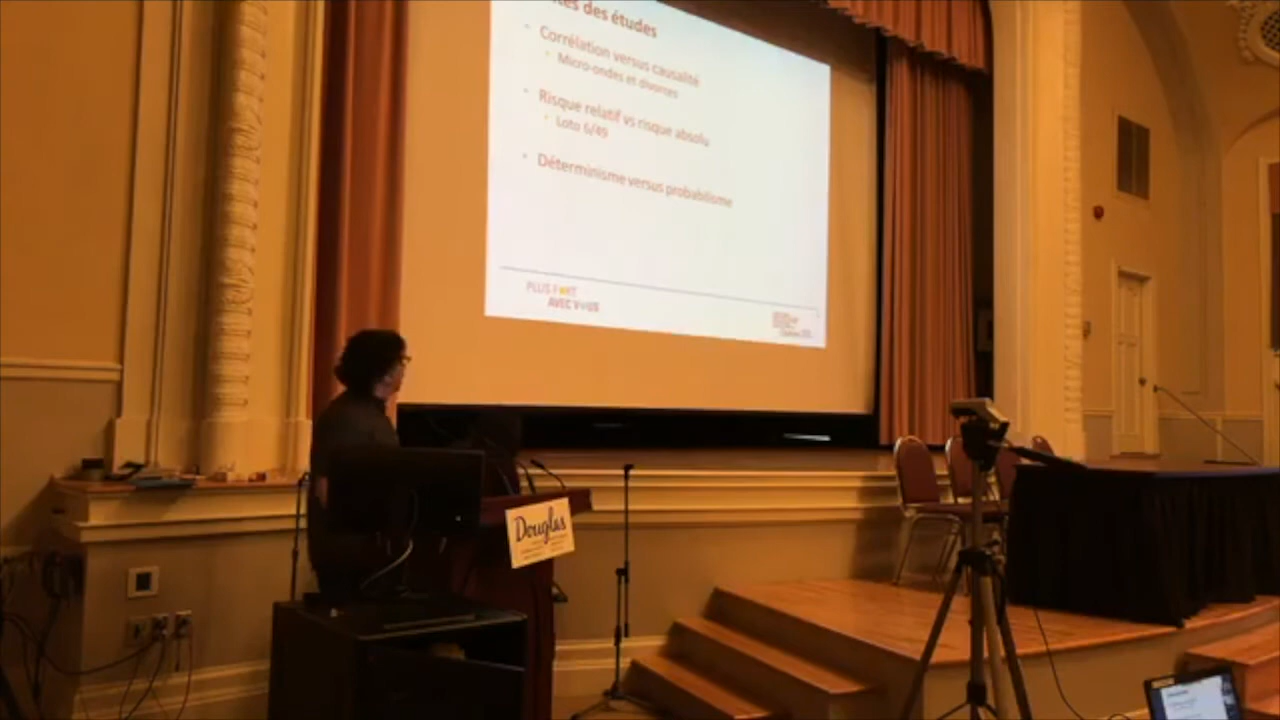 des études
Corrélation versus causalité
Micro-ondes et divorces
Risque relatif vs risque absolu
Loto 6/49
Déterminisme versus probabilisme
PLUS FORT
AVEC VOUS
Douglas